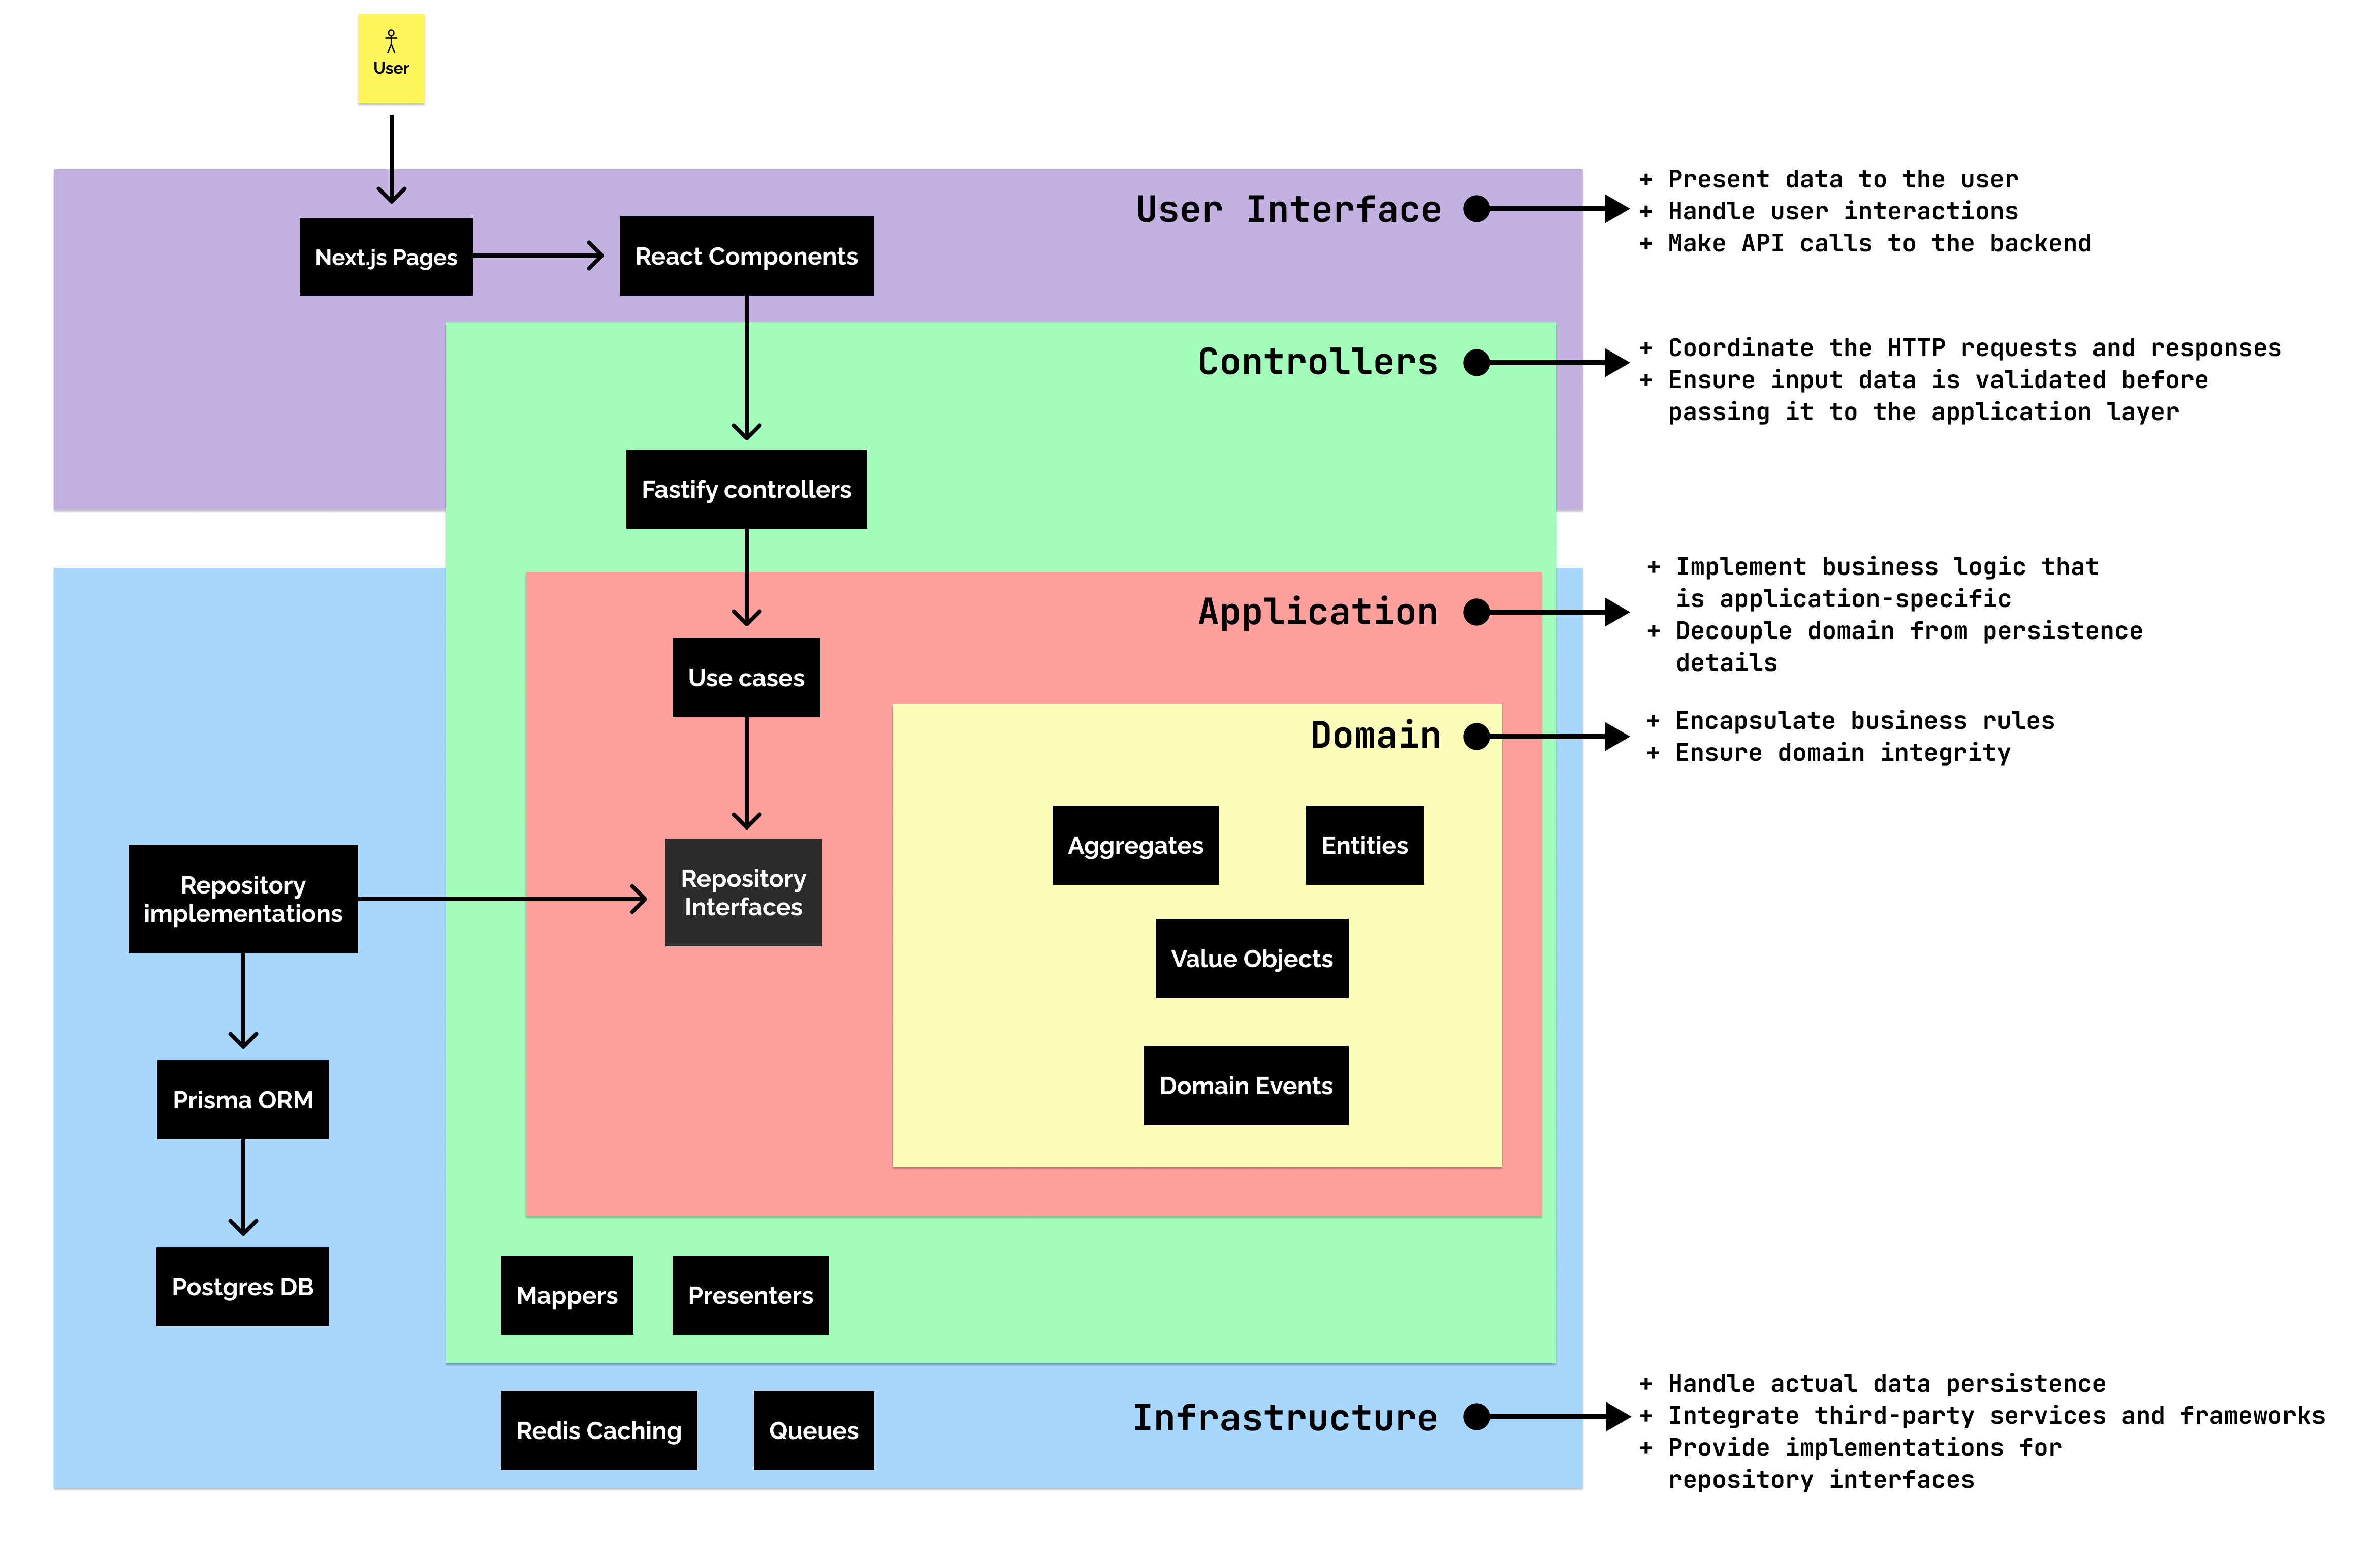 User
User Interface
+ Present data to the user
+ Handle user interactions
+ Make API calls to the backend
Next.js Pages
React Components
Controllers
+ Coordinate the HTTP requests and responses
+ Ensure input data is validated before
passing it to the application layer
Fastify controllers
Application
+ Implement business logic that
is application-specific
+ Decouple domain from persistence
details
Use cases
Domain
+ Encapsulate business rules
+ Ensure domain integrity
Aggregates
Entities
Repository
implementations
Repository
Interfaces
Value Objects
Domain Events
Prisma ORM
Postgres DB
Mappers
Presenters
Redis Caching
Queues
Infrastructure
+ Handle actual data persistence
+ Integrate third-party services and frameworks
+ Provide implementations for
repository interfaces